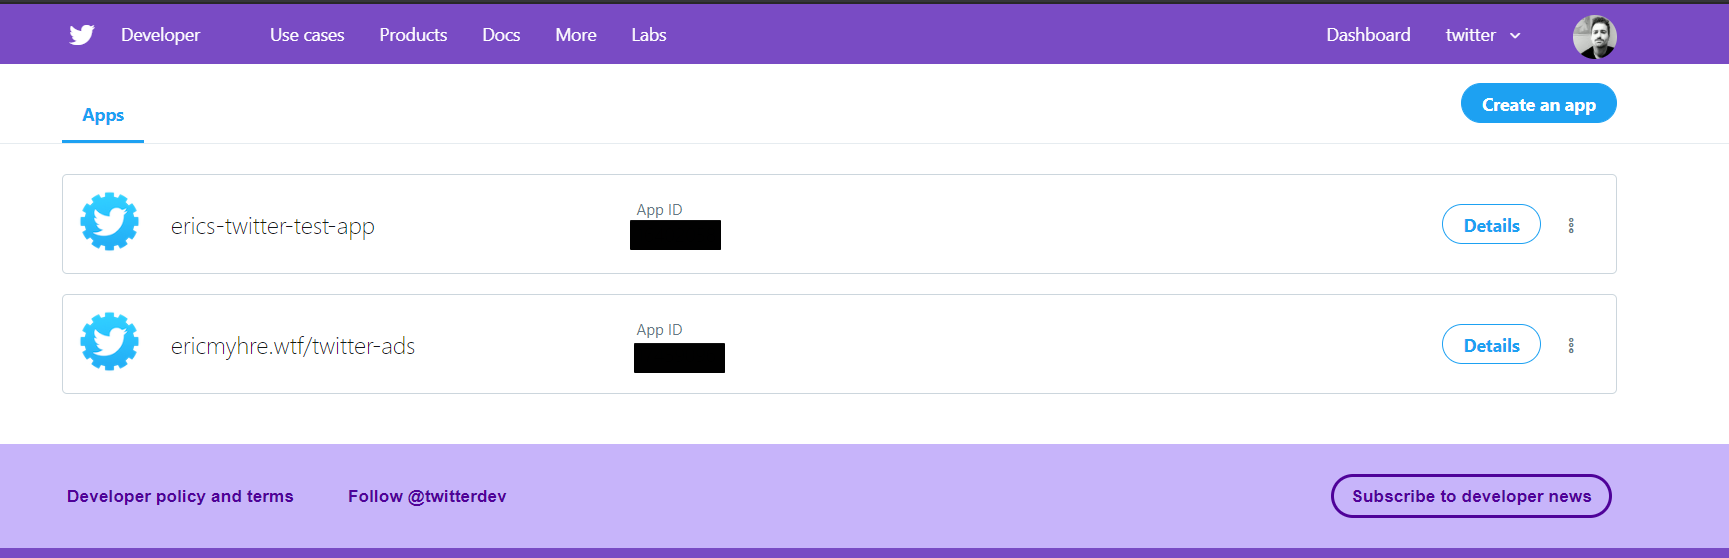 Developer Use cases Products Docs More Labs Dashboard twitter
Apps
Create an app
erics-twitter-test-app
App ID
Details
ericmyhre.wtf/twitter-ads
App ID
Details
Developer policy and terms Follow @twitterdev Subscribe to developer news